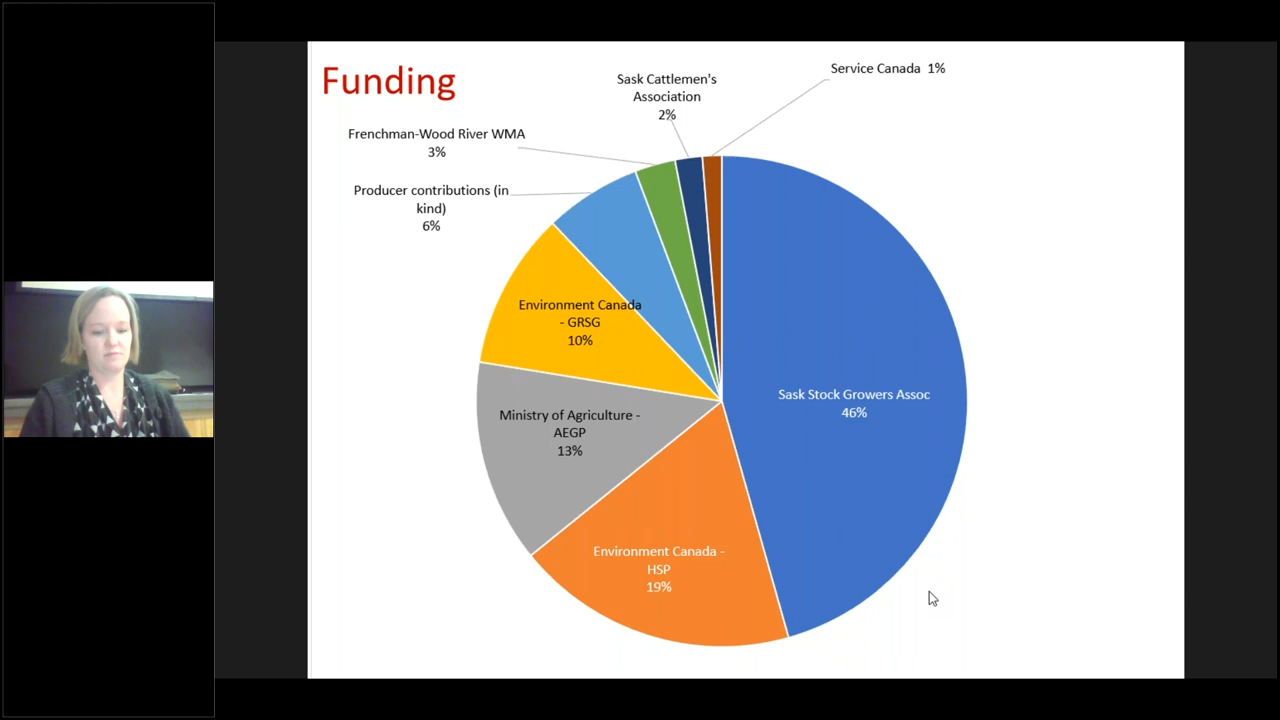 Funding
Sask Cattlemen's
Association
2%
Service Canada 1%
Frenchman-Wood River WMA
3%
Producer contributions (in
kind)
6%
Environment Canada
- GRSG
10%
Ministry of Agriculture -
AEGP
13%
Sask Stock Growers Assoc
46%
Environment Canada -
HSP
19%